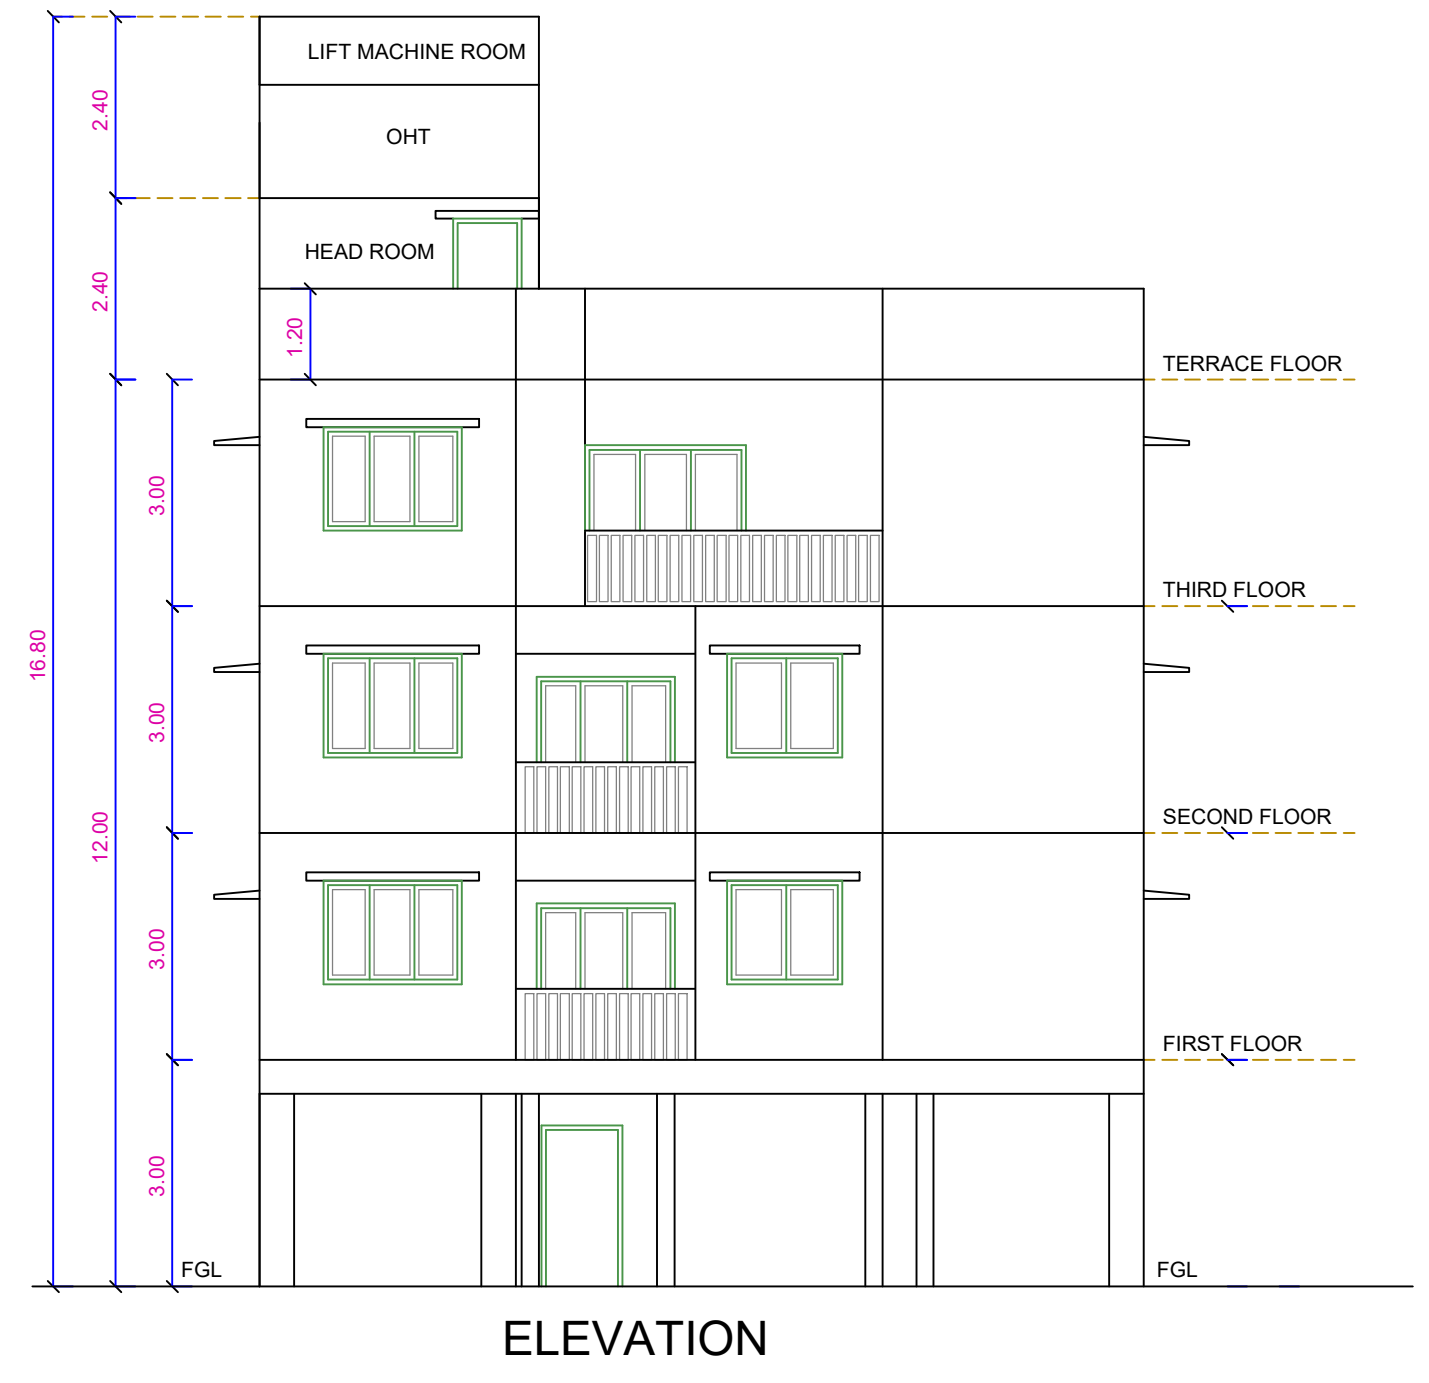 LIFT MACHINE ROOM
2.40
OHT
HEAD ROOM
2.40
1.20
TERRACE FLOOR
3.00
THIRD FLOOR
16.80
3.00
SECOND FLOOR
12.00
3.00
FIRST FLOOR
3.00
FGL
FGL
ELEVATION